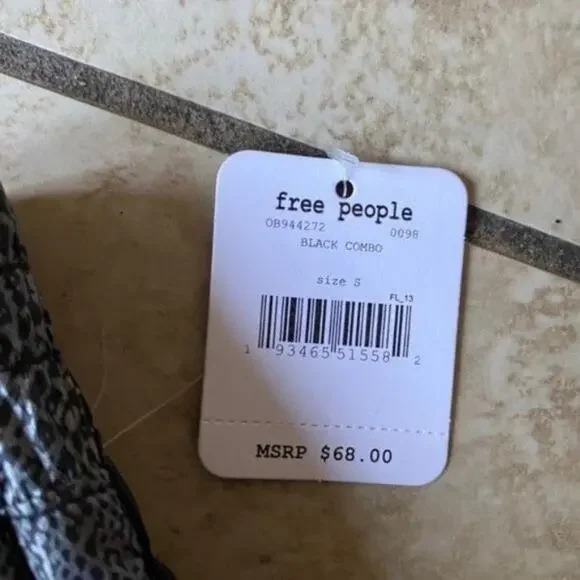 free people
OB944272 0098
BLACK COMBO
size S
FL_13
1 93465 51558 2
MSRP $68.00